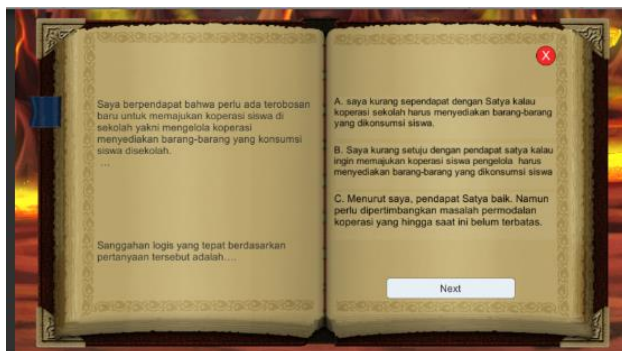 Saya berpendapat bahwa perlu ada terobosan
baru untuk memajukan koperasi siswa di
sekolah yakni mengelola koperasi
menyediakan barang-barang yang konsumsi
siswa disekolah.
...
Sanggahan logis yang tepat berdasarkan
pertanyaan tersebut adalah....
X
A. saya kurang sependapat dengan Satya kalau
koperasi sekolah harus menyediakan barang-barang
yang dikonsumsi siswa.
B. Saya kurang setuju dengan pendapat satya kalau
ingin memajukan koperasi siswa pengelola harus
menyediakan barang-barang yang dikonsumsi siswa
C. Menurut saya, pendapat Satya baik. Namun
perlu dipertimbangkan masalah permodalan
koperasi yang hingga saat ini belum terbatas.
Next